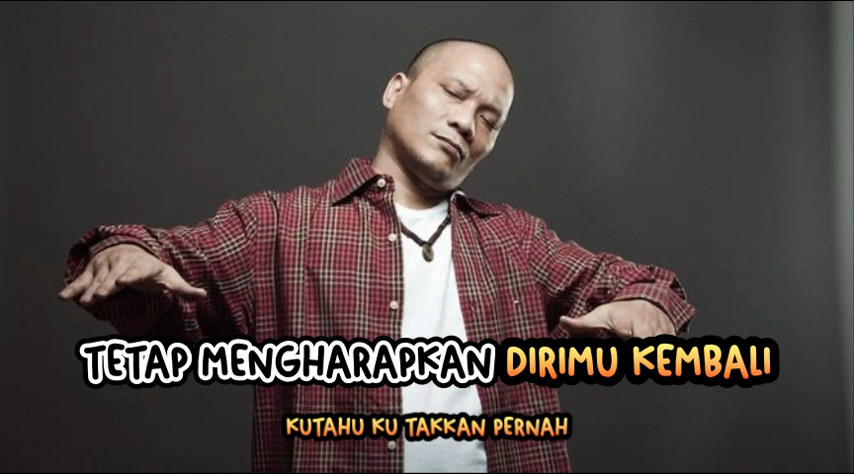 TETAP MENGHARAPKAN DIRIMU KEMBALI
KUTAHU KU TAKKAN PERNAH